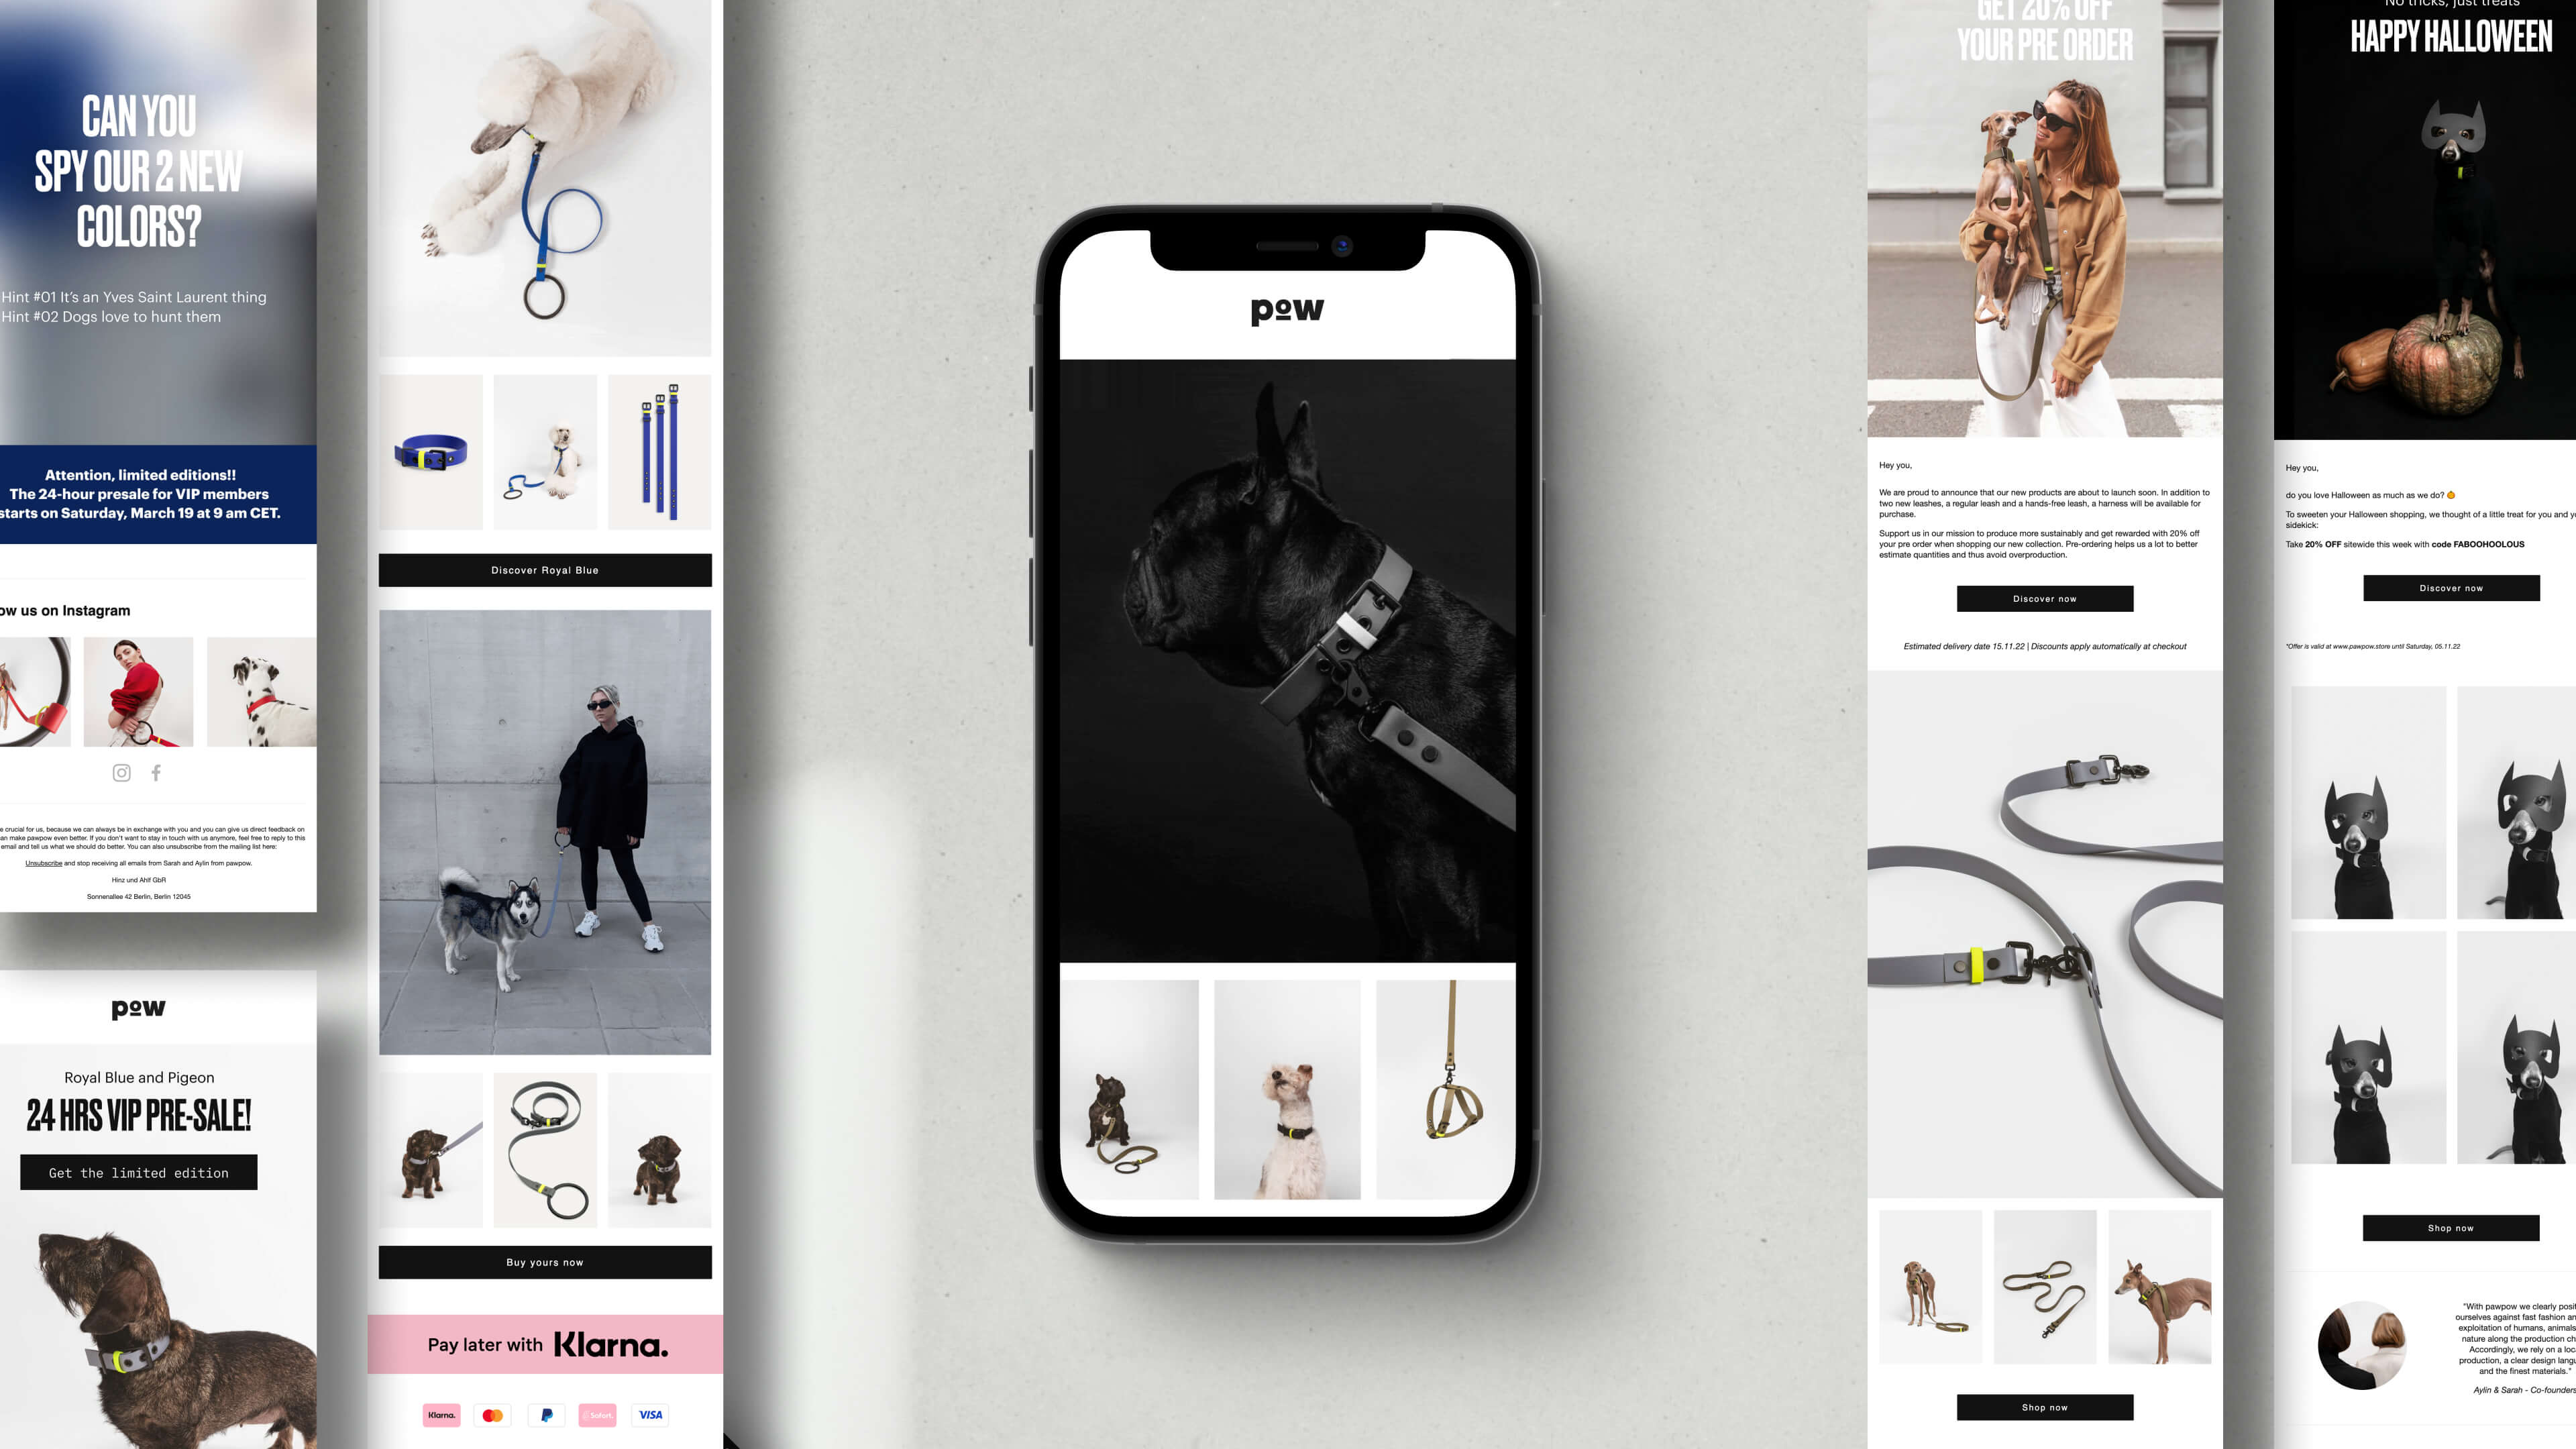 CAN YOU
SPY OUR 2 NEW
COLORS?
Hint #01 It's an Yves Saint Laurent thing
Hint #02 Dogs love to hunt them
Attention, limited editions!!
The 24-hour presale for VIP members
starts on Saturday, March 19 at 9 am CET.
us on Instagram
crucial for us, because we can always be in exchange with you and you can give us direct feedback on
make pawpow even better. If you don't want to stay in touch with us anymore, feel free to reply to this
email and tell us what we should do better. You can also unsubscribe from the mailing list here:
Unsubscribe and stop receiving all emails from Sarah and Aylin from pawpow.
Hinz und Ahlf GbR
Sonnenallee 42 Berlin, Berlin 12045
pow
Royal Blue and Pigeon
24 HRS VIP PRE-SALE!
Get the limited edition
Discover Royal Blue
Buy yours now
Pay later with Klarna.
Klarna.
Sofort.
VISA
pow
GET 20% OFF
YOUR PRE ORDER
Hey you,
We are proud to announce that our new products are about to launch soon. In addition to
two new leashes, a regular leash and a hands-free leash, a harness will be available for
purchase.
Support us in our mission to produce more sustainably and get rewarded with 20% off
your pre order when shopping our new collection. Pre-ordering helps us a lot to better
estimate quantities and thus avoid overproduction.
Discover now
Estimated delivery date 15.11.22 | Discounts apply automatically at checkout
Shop now
No tricks, just treats
HAPPY HALLOWEEN
Hey you,
do you love Halloween as much as we do? 🎃
To sweeten your Halloween shopping, we thought of a little treat for you and
sidekick:
Take 20% OFF sitewide this week with code FABOOHOOLOUS
Discover now
*Offer is valid at www.pawpow.store until Saturday, 05.11.22
Shop now
"With pawpow we clearly
ourselves against fast fashion
exploitation of humans, animals
nature along the production
Accordingly, we rely on a
production, a clear design
and the finest materials."
Aylin & Sarah - Co-founders